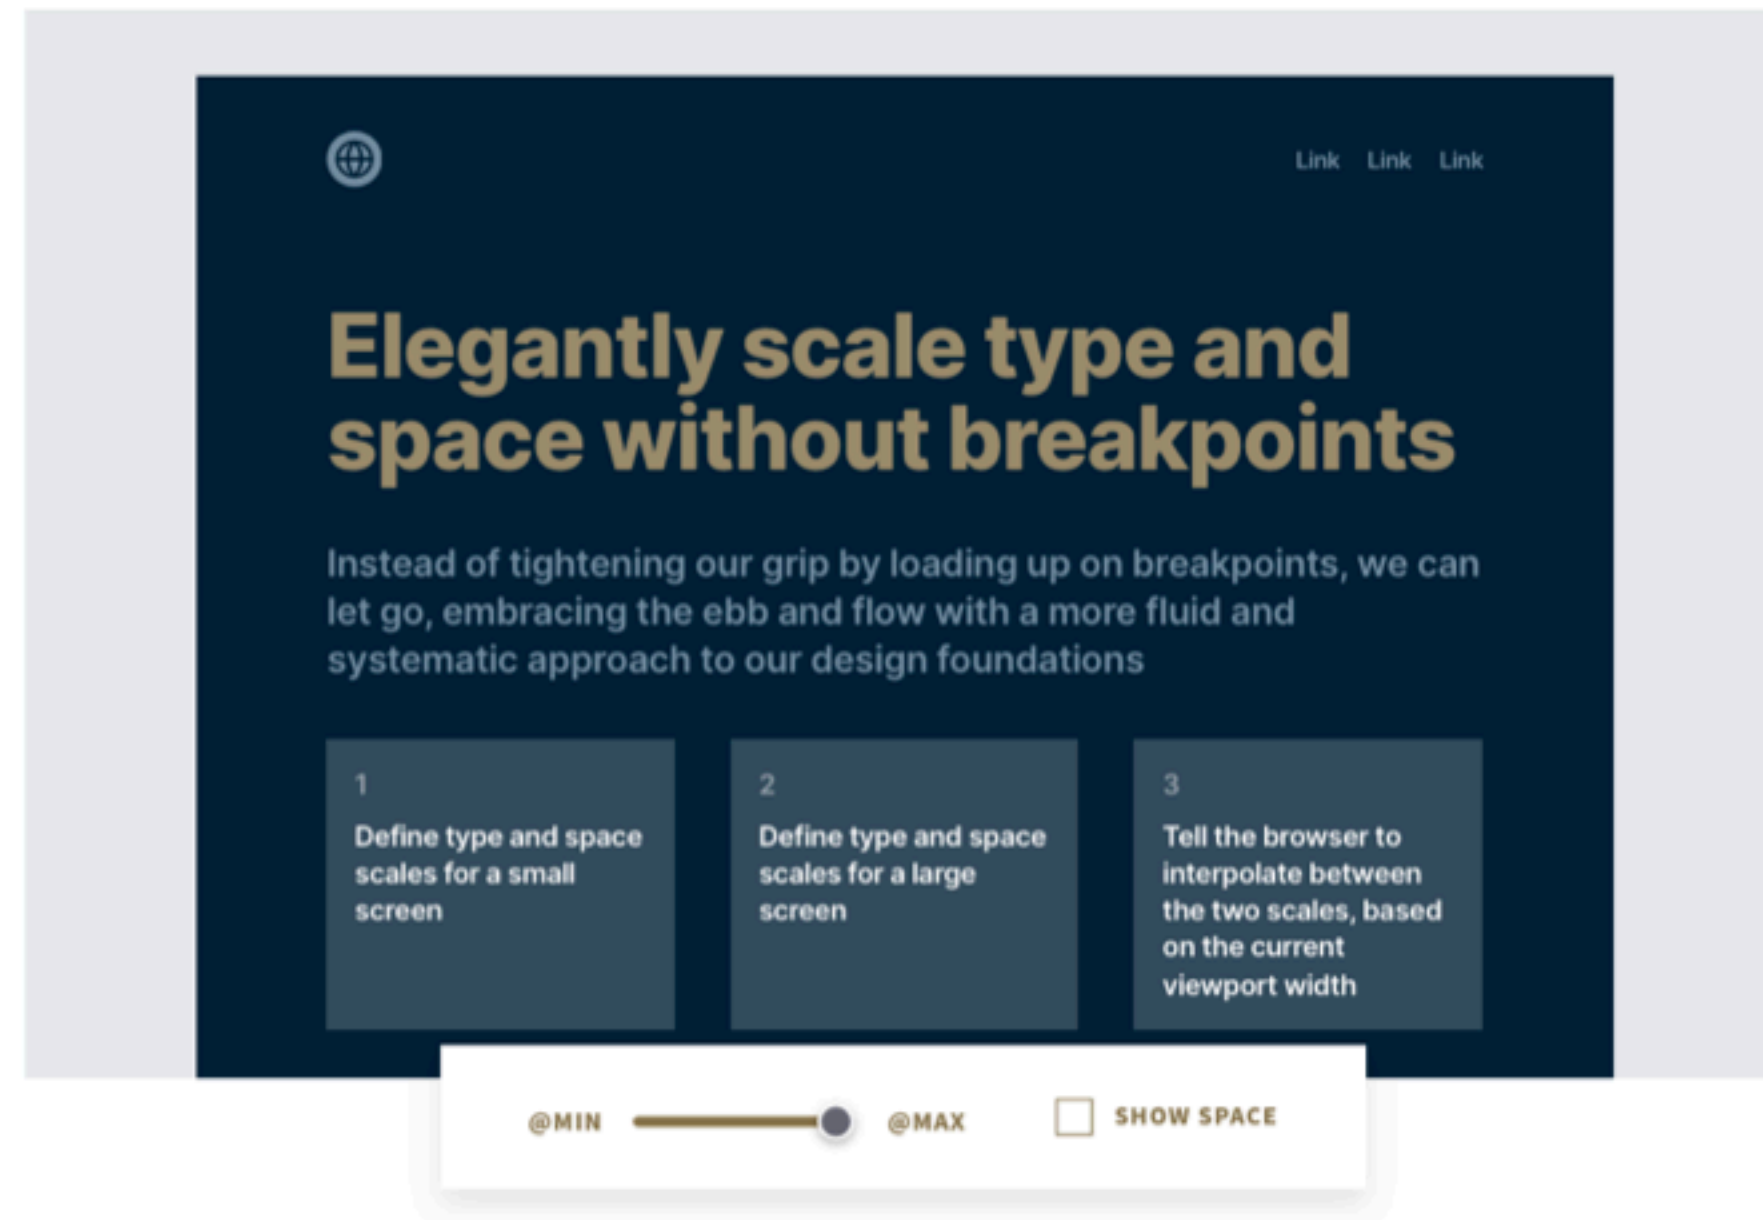 Link Link Link
Elegantly scale type and
space without breakpoints
Instead of tightening our grip by loading up on breakpoints, we can
let go, embracing the ebb and flow with a more fluid and
systematic approach to our design foundations
1
Define type and space
scales for a small
screen
2
Define type and space
scales for a large
screen
3
Tell the browser to
interpolate between
the two scales, based
on the current
viewport width
@MIN @MAX SHOW SPACE